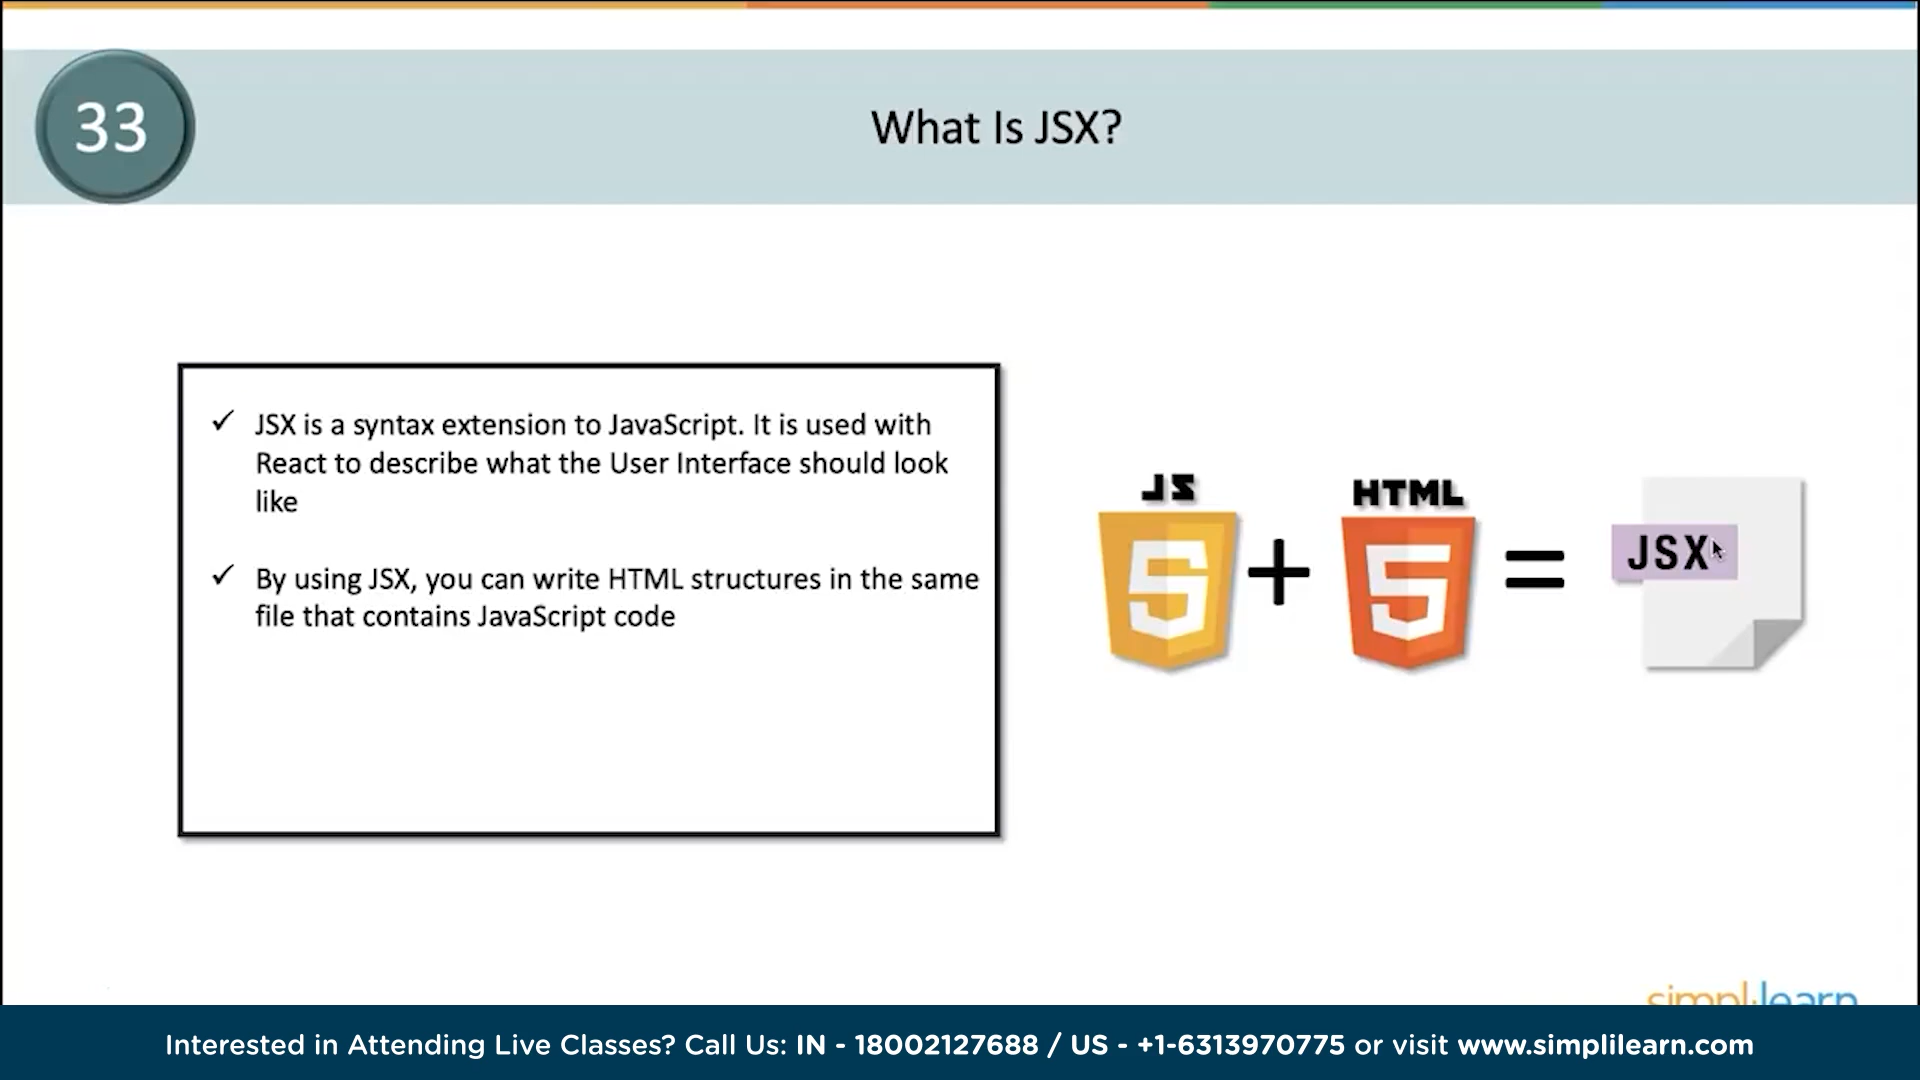 33
What Is JSX?
✓ JSX is a syntax extension to JavaScript. It is used with
React to describe what the User Interface should look
like
✓ By using JSX, you can write HTML structures in the same
file that contains JavaScript code
JS
5
+
HTML
5
=
JSX
simplilearn
Interested in Attending Live Classes? Call Us: IN - 18002127688 / US - +1-6313970775 or visit www.simplilearn.com